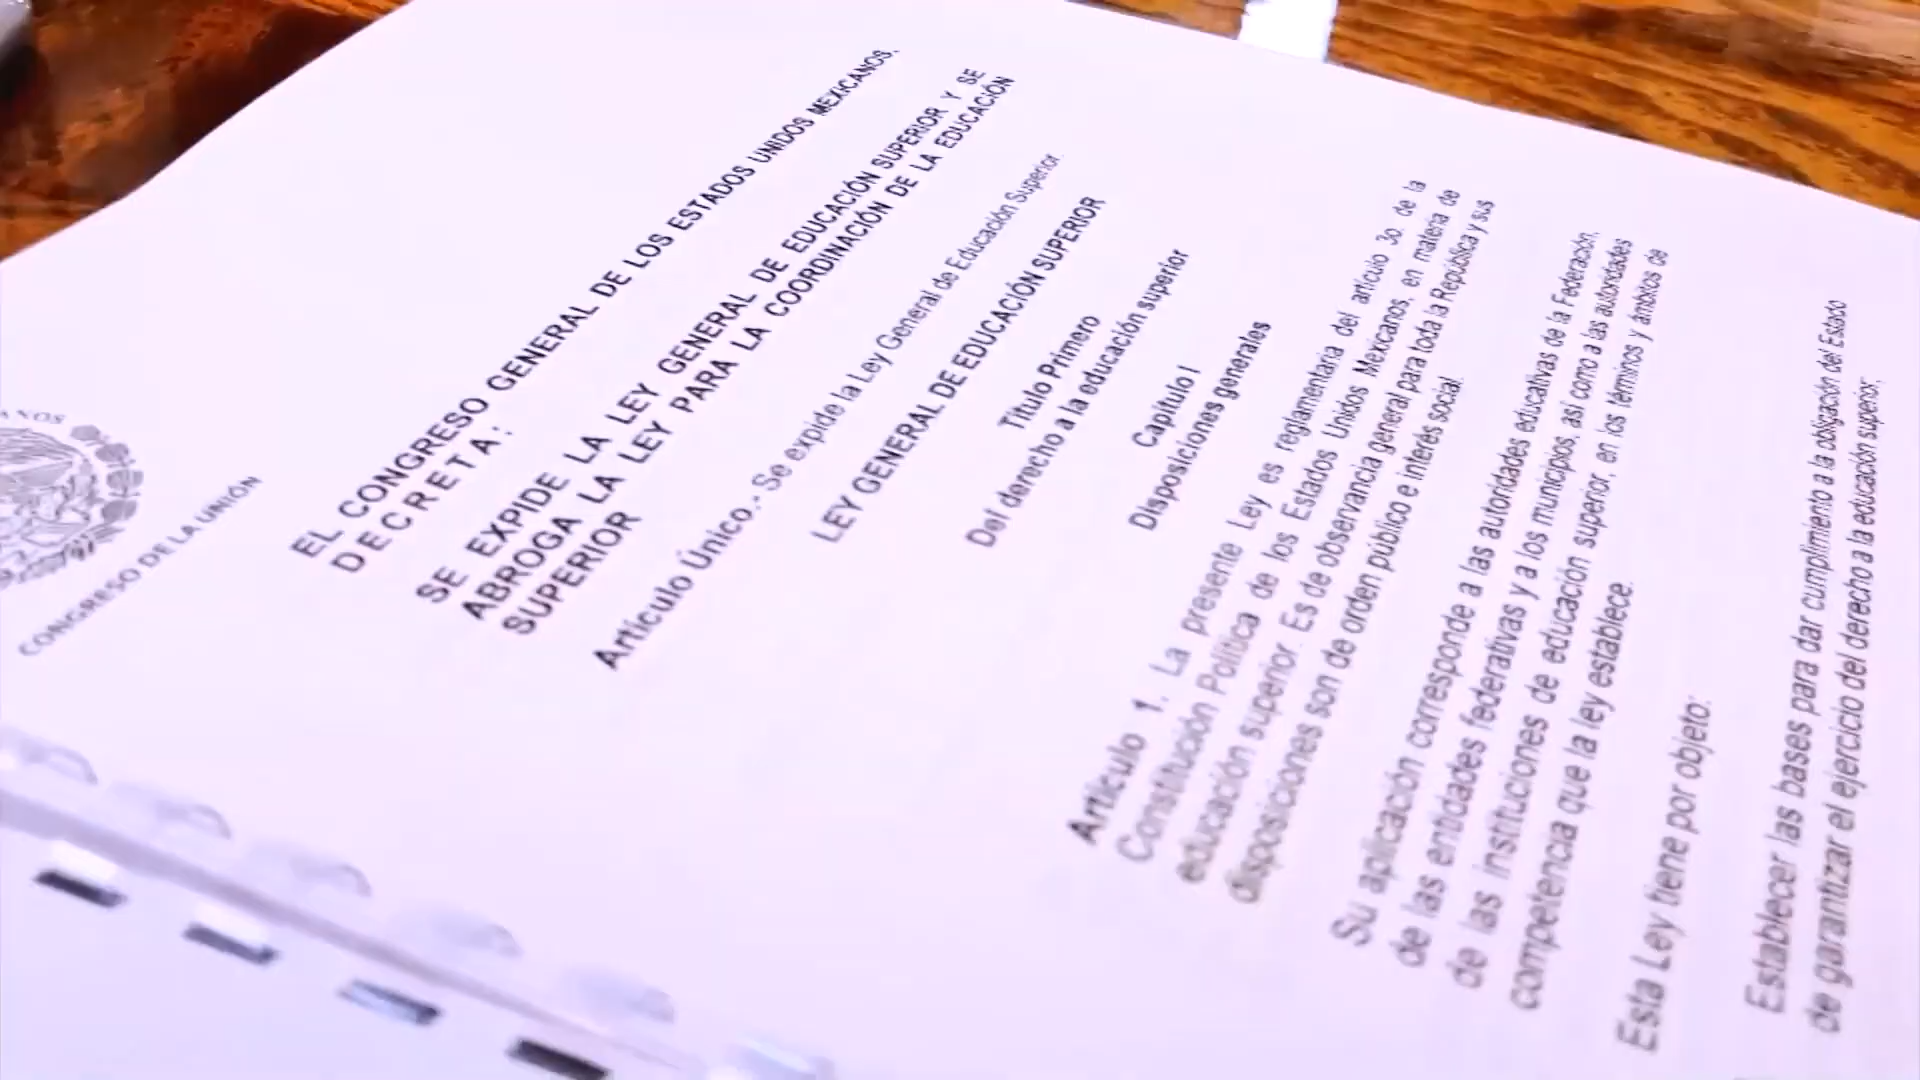 ANOS
CONGRESO DE LA UNIÓN
EL CONGRESO GENERAL DE LOS ESTADOS UNIDOS MEXICANOS,
D E C R E T A :
SE EXPIDE LA LEY GENERAL DE EDUCACIÓN SUPERIOR Y SE
ABROGA LA LEY PARA LA COORDINACIÓN DE LA EDUCACIÓN
SUPERIOR
Artículo Único.- Se expide la Ley General de Educación Superior.
LEY GENERAL DE EDUCACIÓN SUPERIOR
Título Primero
Del derecho a la educación superior
Capítulo I
Disposiciones generales
Artículo 1. La presente Ley es reglamentaria del artículo 3o. de la
Constitución Política de los Estados Unidos Mexicanos, en materia de
educación superior. Es de observancia general para toda la República y sus
disposiciones son de orden público e interés social.
Su aplicación corresponde a las autoridades educativas de la Federación,
de las entidades federativas y a los municipios, así como a las autoridades
de las instituciones de educación superior, en los términos y ámbitos de
competencia que la ley establece.
Esta Ley tiene por objeto:
Establecer las bases para dar cumplimiento a la obligación del Estado
de garantizar el ejercicio del derecho a la educación superior;